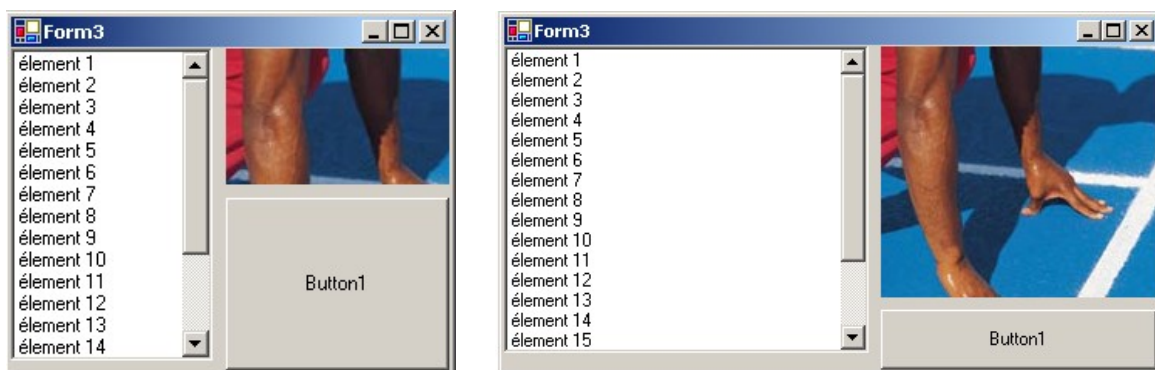 Form3
élement 1
élement 2
élement 3
élement 4
élement 5
élement 6
élement 7
élement 8
élement 9
élement 10
élement 11
élement 12
élement 13
élement 14
Button1
Form3
élement 1
élement 2
élement 3
élement 4
élement 5
élement 6
élement 7
élement 8
élement 9
élement 10
élement 11
élement 12
élement 13
élement 14
élement 15
Button1